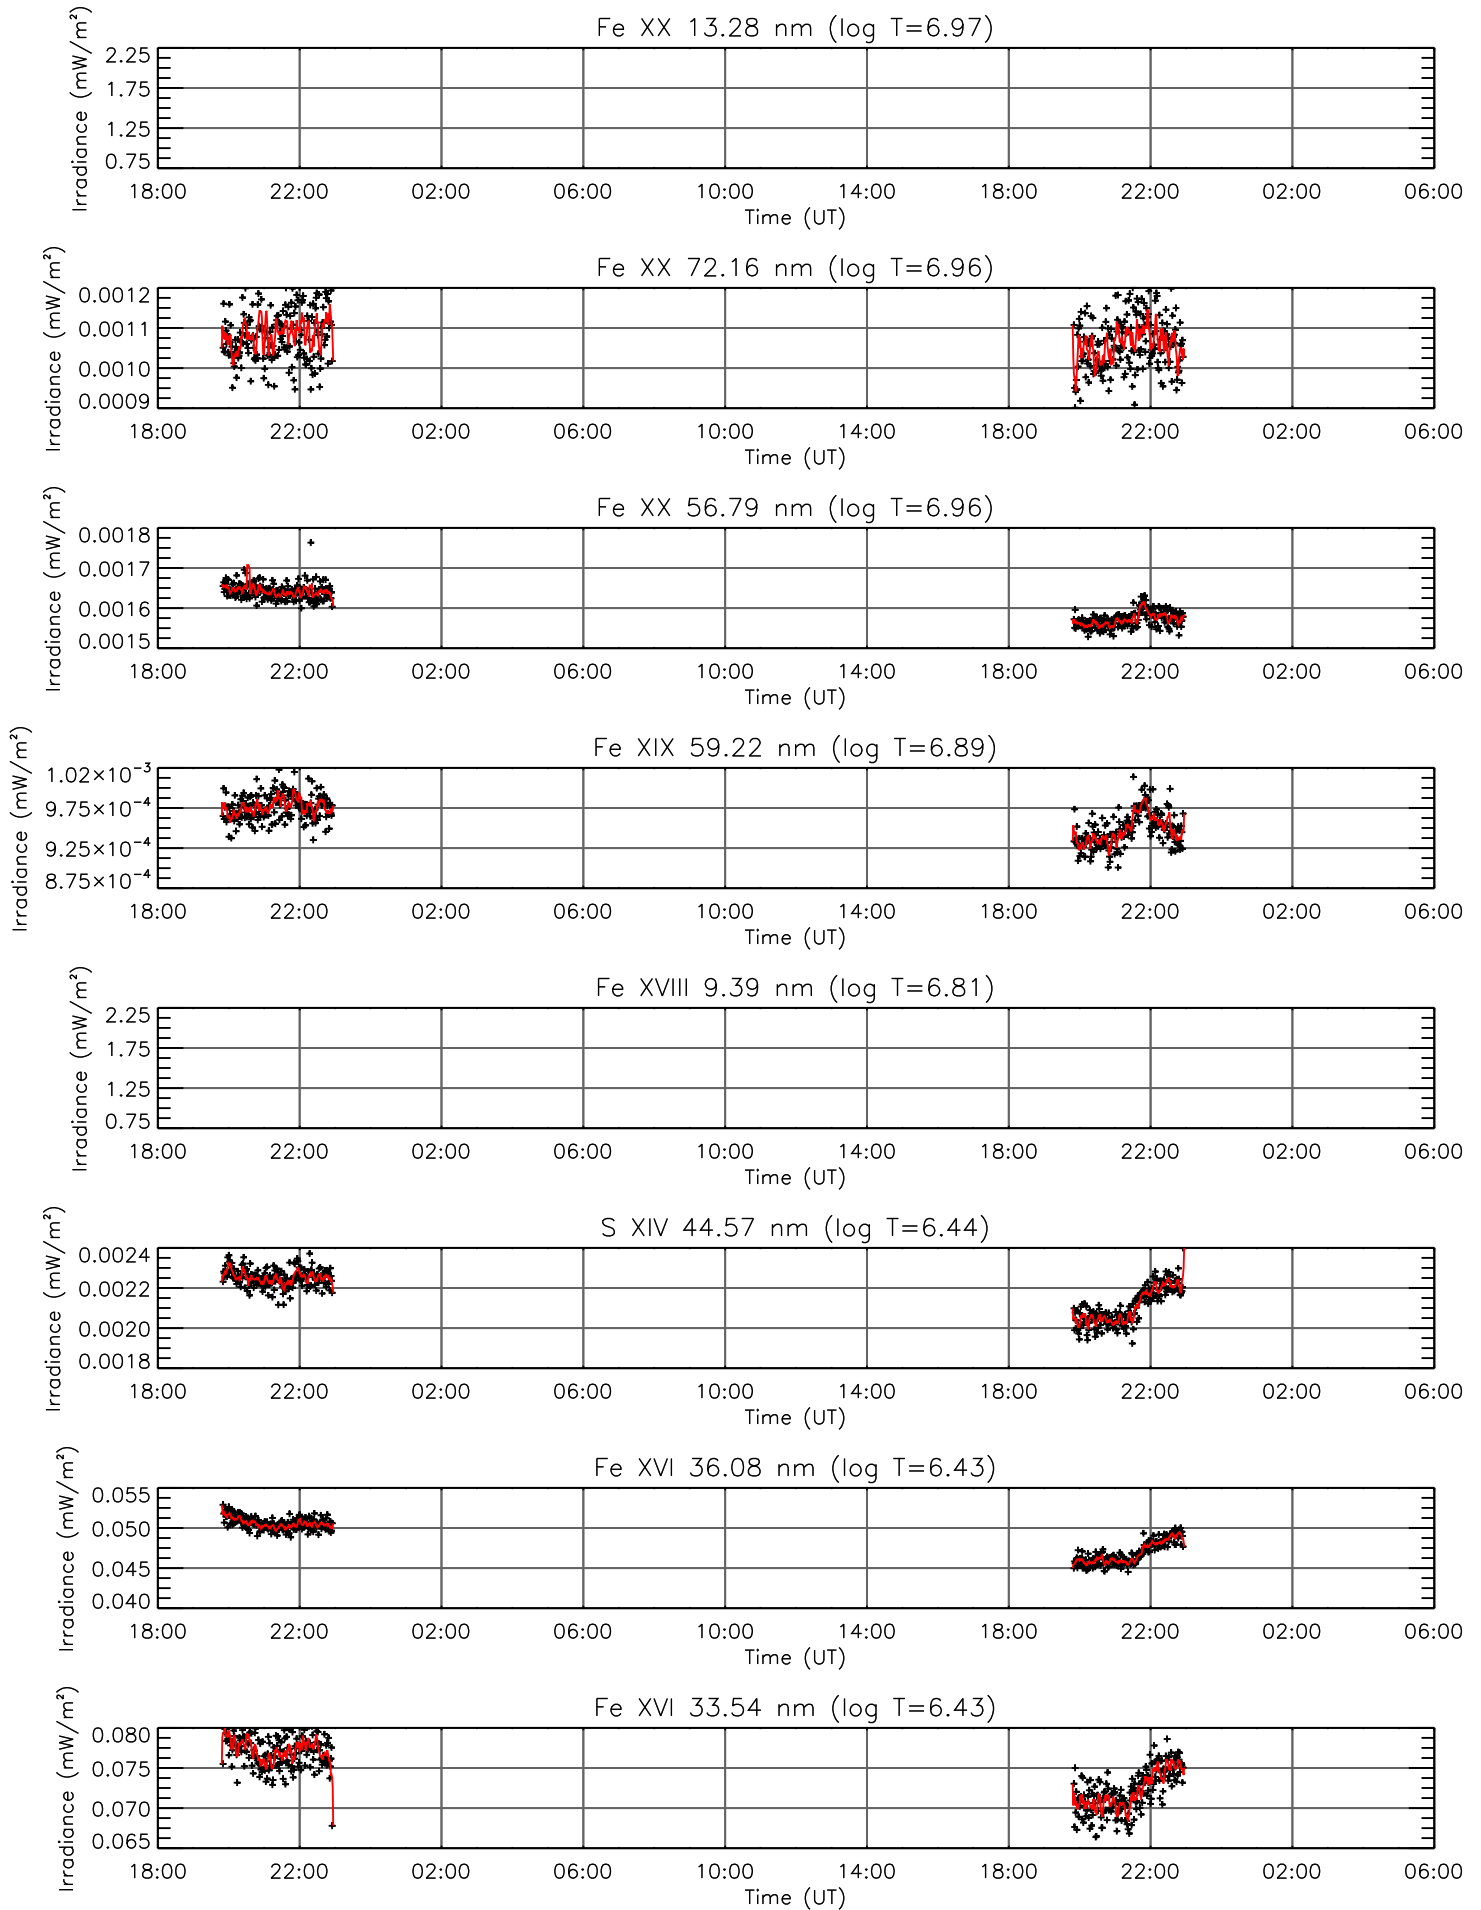 Fe XX 13.28 nm (log T=6.97)
Irradiance (mW/m²)
2.25
1.75
1.25
0.75
18:00 22:00 02:00 06:00 10:00 14:00 18:00 22:00 02:00 06:00
Time (UT)
Fe XX 72.16 nm (log T=6.96)
Irradiance (mW/m²)
0.0012
0.0011
0.0010
0.0009
18:00 22:00 02:00 06:00 10:00 14:00 18:00 22:00 02:00 06:00
Time (UT)
Fe XX 56.79 nm (log T=6.96)
Irradiance (mW/m²)
0.0018
0.0017
0.0016
0.0015
18:00 22:00 02:00 06:00 10:00 14:00 18:00 22:00 02:00 06:00
Time (UT)
Fe XIX 59.22 nm (log T=6.89)
Irradiance (mW/m²)
1.02×10⁻³
9.75×10⁻⁴
9.25×10⁻⁴
8.75×10⁻⁴
18:00 22:00 02:00 06:00 10:00 14:00 18:00 22:00 02:00 06:00
Time (UT)
Fe XVIII 9.39 nm (log T=6.81)
Irradiance (mW/m²)
2.25
1.75
1.25
0.75
18:00 22:00 02:00 06:00 10:00 14:00 18:00 22:00 02:00 06:00
Time (UT)
S XIV 44.57 nm (log T=6.44)
Irradiance (mW/m²)
0.0024
0.0022
0.0020
0.0018
18:00 22:00 02:00 06:00 10:00 14:00 18:00 22:00 02:00 06:00
Time (UT)
Fe XVI 36.08 nm (log T=6.43)
Irradiance (mW/m²)
0.055
0.050
0.045
0.040
18:00 22:00 02:00 06:00 10:00 14:00 18:00 22:00 02:00 06:00
Time (UT)
Fe XVI 33.54 nm (log T=6.43)
Irradiance (mW/m²)
0.080
0.075
0.070
0.065
18:00 22:00 02:00 06:00 10:00 14:00 18:00 22:00 02:00 06:00
Time (UT)